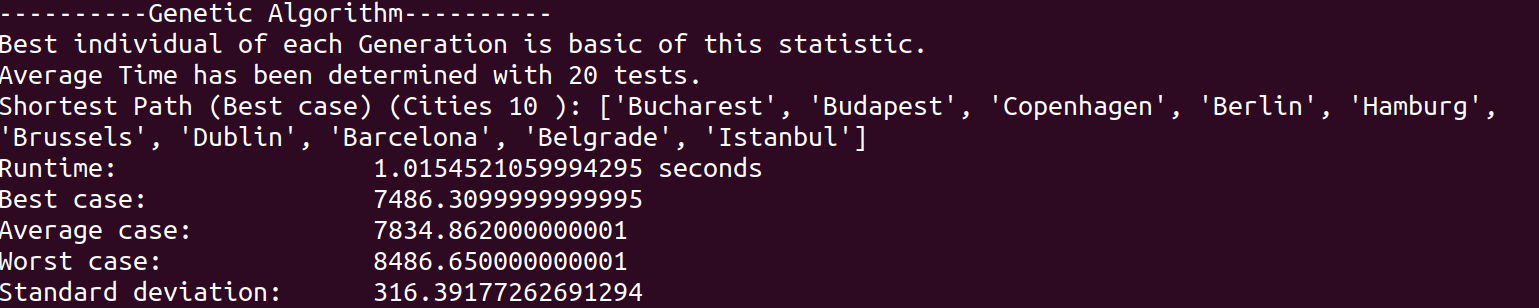 ----------Genetic Algorithm----------
Best individual of each Generation is basic of this statistic.
Average Time has been determined with 20 tests.
Shortest Path (Best case) (Cities 10 ): ['Bucharest', 'Budapest', 'Copenhagen', 'Berlin', 'Hamburg',
'Brussels', 'Dublin', 'Barcelona', 'Belgrade', 'Istanbul']
Runtime:                 1.0154521059994295 seconds
Best case:               7486.3099999999995
Average case:            7834.862000000001
Worst case:              8486.650000000001
Standard deviation:      316.39177262691294